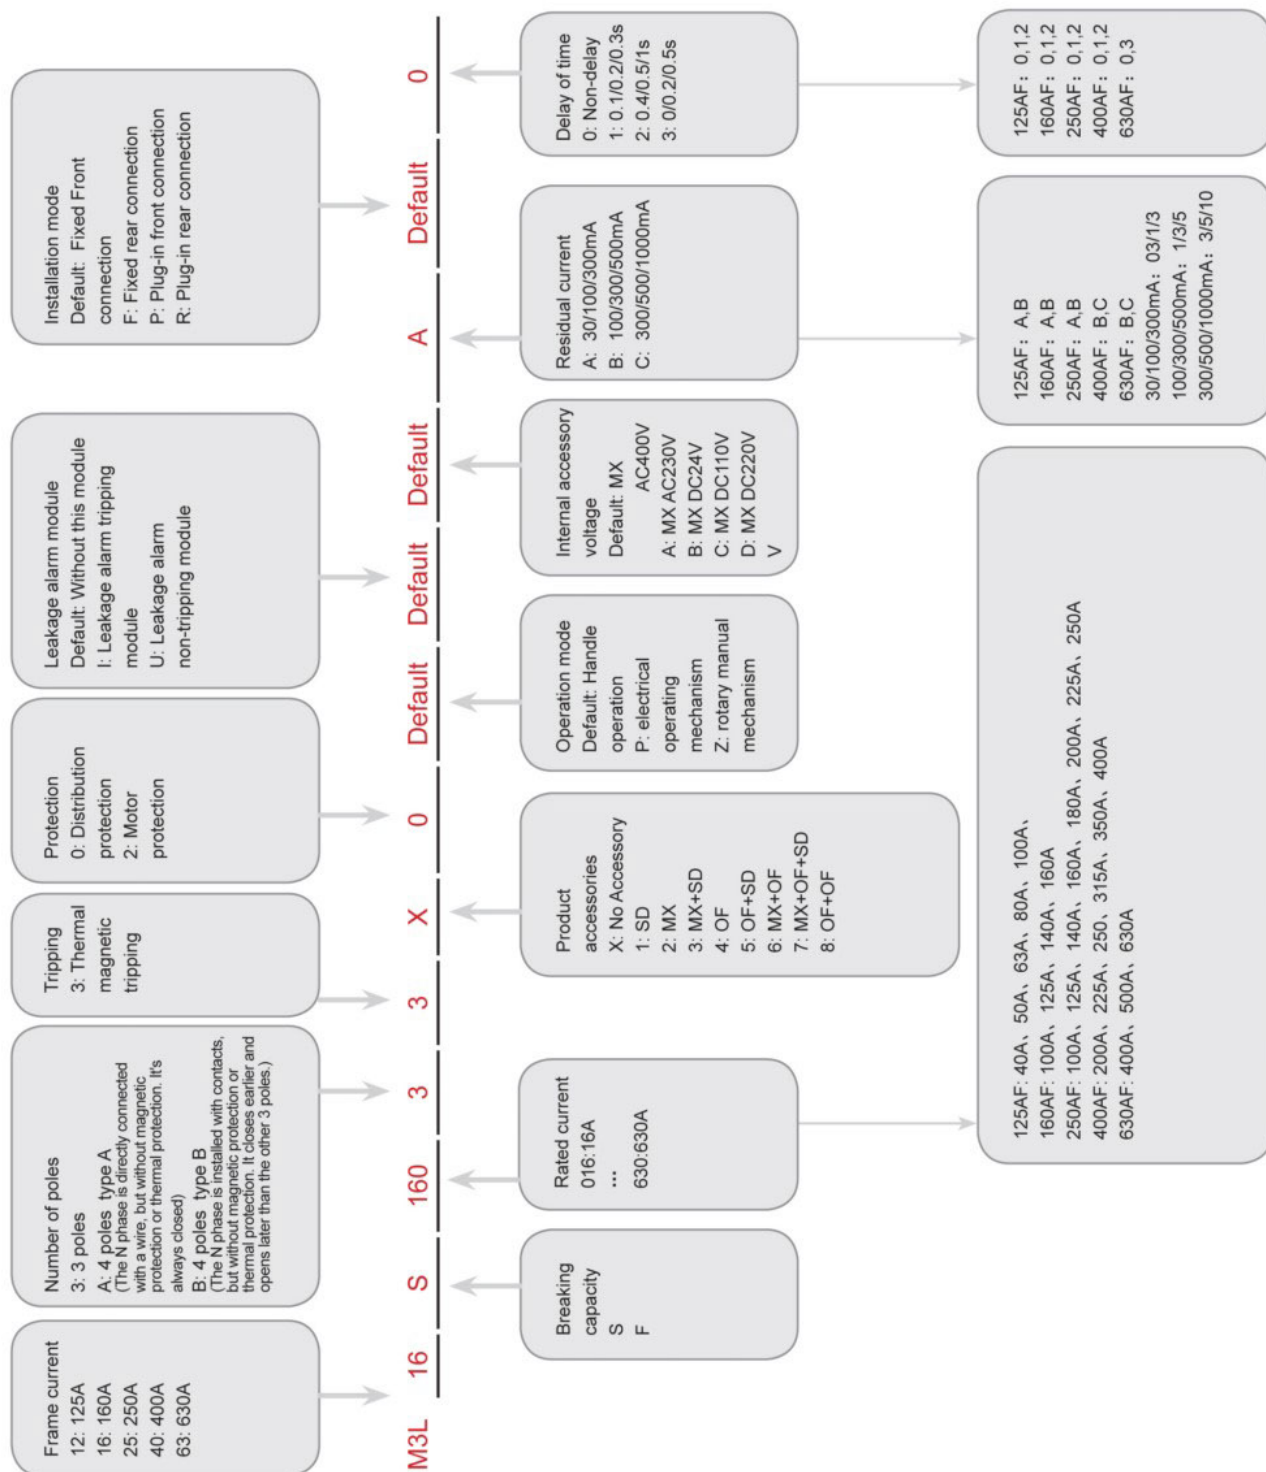 Frame current
12: 125A
16: 160A
25: 250A
40: 400A
63: 630A
Number of poles
3: 3 poles
A: 4 poles type A
(The N phase is directly connected
with a wire, but without magnetic
protection or thermal protection. It's
always closed)
B: 4 poles type B
(The N phase is installed with contacts,
but without magnetic protection or
thermal protection. It closes earlier and
opens later than the other 3 poles.)
Tripping
3: Thermal
magnetic
tripping
Protection
0: Distribution
protection
2: Motor
protection
Leakage alarm module
Default: Without this module
I: Leakage alarm tripping
module
U: Leakage alarm
non-tripping module
Installation mode
Default: Fixed Front
connection
F: Fixed rear connection
P: Plug-in front connection
R: Plug-in rear connection
M3L 16 S 160 3 3 X 0 Default Default Default A Default 0
Breaking
capacity
S
F
Rated current
016:16A
...
630:630A
Product
accessories
X: No Accessory
1: SD
2: MX
3: MX+SD
4: OF
5: OF+SD
6: MX+OF
7: MX+OF+SD
8: OF+OF
Operation mode
Default: Handle
operation
P: electrical
operating
mechanism
Z: rotary manual
mechanism
Internal accessory
voltage
Default: MX
AC400V
A: MX AC230V
B: MX DC24V
C: MX DC110V
D: MX DC220V
V
Residual current
A: 30/100/300mA
B: 100/300/500mA
C: 300/500/1000mA
Delay of time
0: Non-delay
1: 0.1/0.2/0.3s
2: 0.4/0.5/1s
3: 0/0.2/0.5s
125AF: 40A、50A、63A、80A、100A、
160AF: 100A、125A、140A、160A
250AF: 100A、125A、140A、160A、180A、200A、225A、250A
400AF: 200A、225A、250、315A、350A、400A
630AF: 400A、500A、630A
125AF: A,B
160AF: A,B
250AF: A,B
400AF: B,C
630AF: B,C
30/100/300mA: 03/1/3
100/300/500mA: 1/3/5
300/500/1000mA: 3/5/10
125AF: 0,1,2
160AF: 0,1,2
250AF: 0,1,2
400AF: 0,1,2
630AF: 0,3